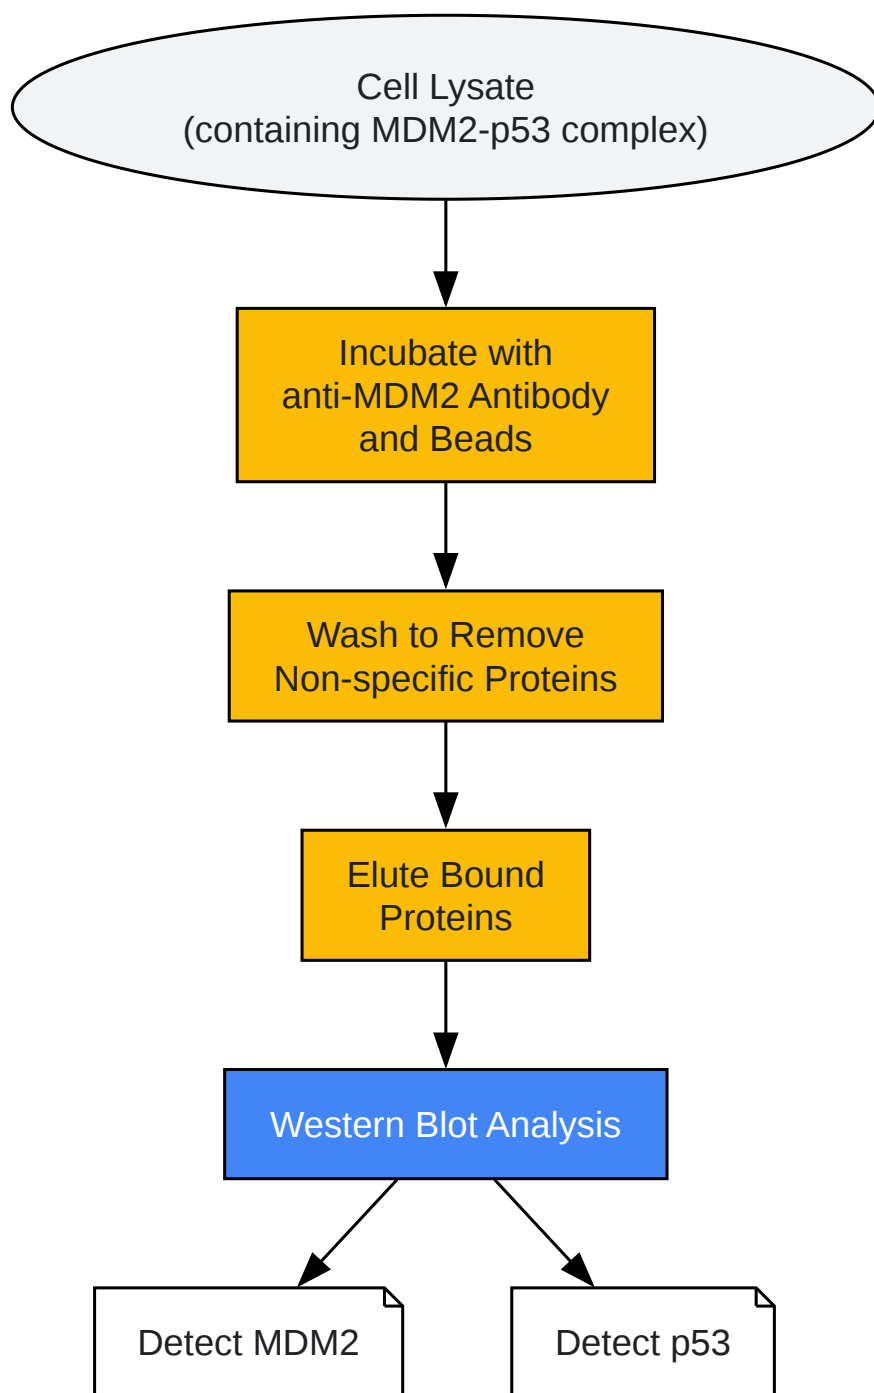 Cell Lysate
(containing MDM2-p53 complex)
Incubate with
anti-MDM2 Antibody
and Beads
Wash to Remove
Non-specific Proteins
Elute Bound
Proteins
Western Blot Analysis
Detect MDM2
Detect p53